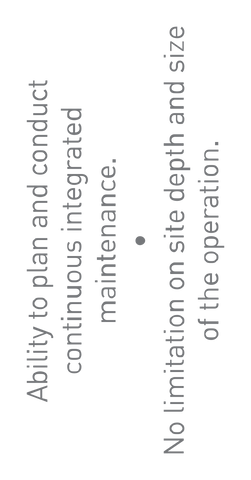 Ability to plan and conduct
continuous integrated
maintenance.
•
No limitation on site depth and size
of the operation.